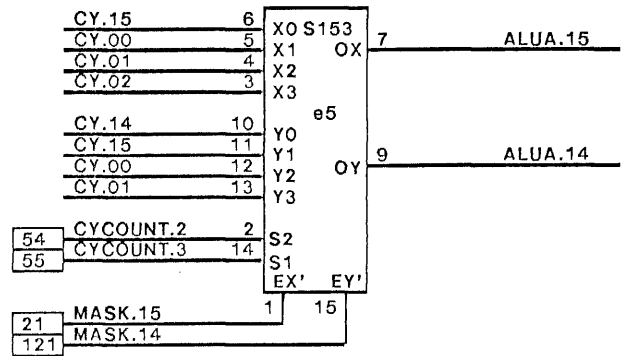 CY.15 6 X0 S153
CY.00 5 X1 OX 7 ALUA.15
CY.01 4 X2
CY.02 3 X3
e5
CY.14 10 Y0
CY.15 11 Y1 OY 9 ALUA.14
CY.00 12 Y2
CY.01 13 Y3
54 CYCOUNT.2 2 S2
55 CYCOUNT.3 14 S1
EX' EY'
1 15
21 MASK.15
121 MASK.14